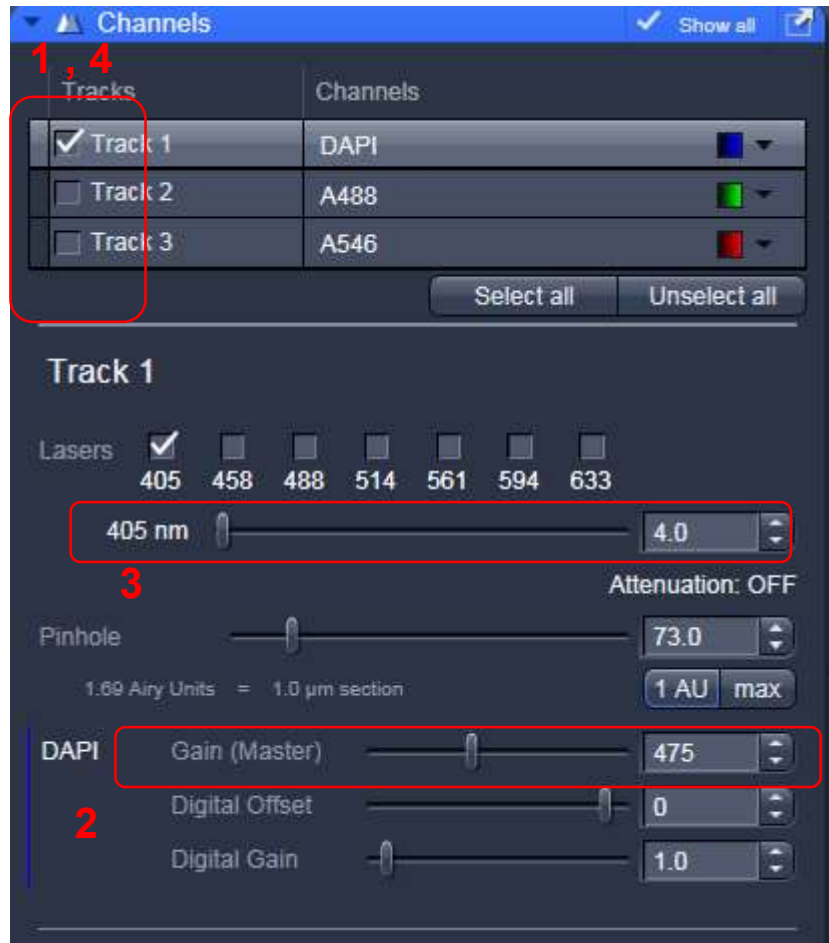 Channels Show all
1 , 4
Tracks Channels
Track 1 DAPI
Track 2 A488
Track 3 A546
Select all Unselect all
Track 1
Lasers
405 458 488 514 561 594 633
405 nm 4.0
3
Attenuation: OFF
Pinhole 73.0
1.69 Airy Units = 1.0 µm section 1 AU max
DAPI Gain (Master) 475
2 Digital Offset 0
Digital Gain 1.0